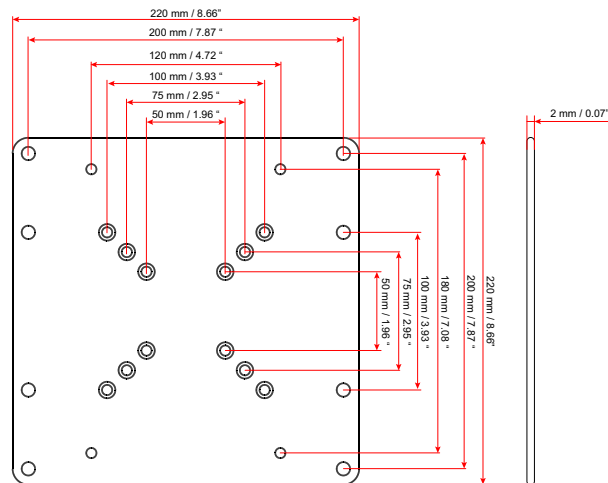 220 mm / 8.66"
200 mm / 7.87 “
120 mm / 4.72 “
100 mm / 3.93 “
75 mm / 2.95 “
50 mm / 1.96 “
2 mm / 0.07"
50 mm / 1.96 “
75 mm / 2.95 “
100 mm / 3.93 “
180 mm / 7.08 “
200 mm / 7.87 “
220 mm / 8.66"